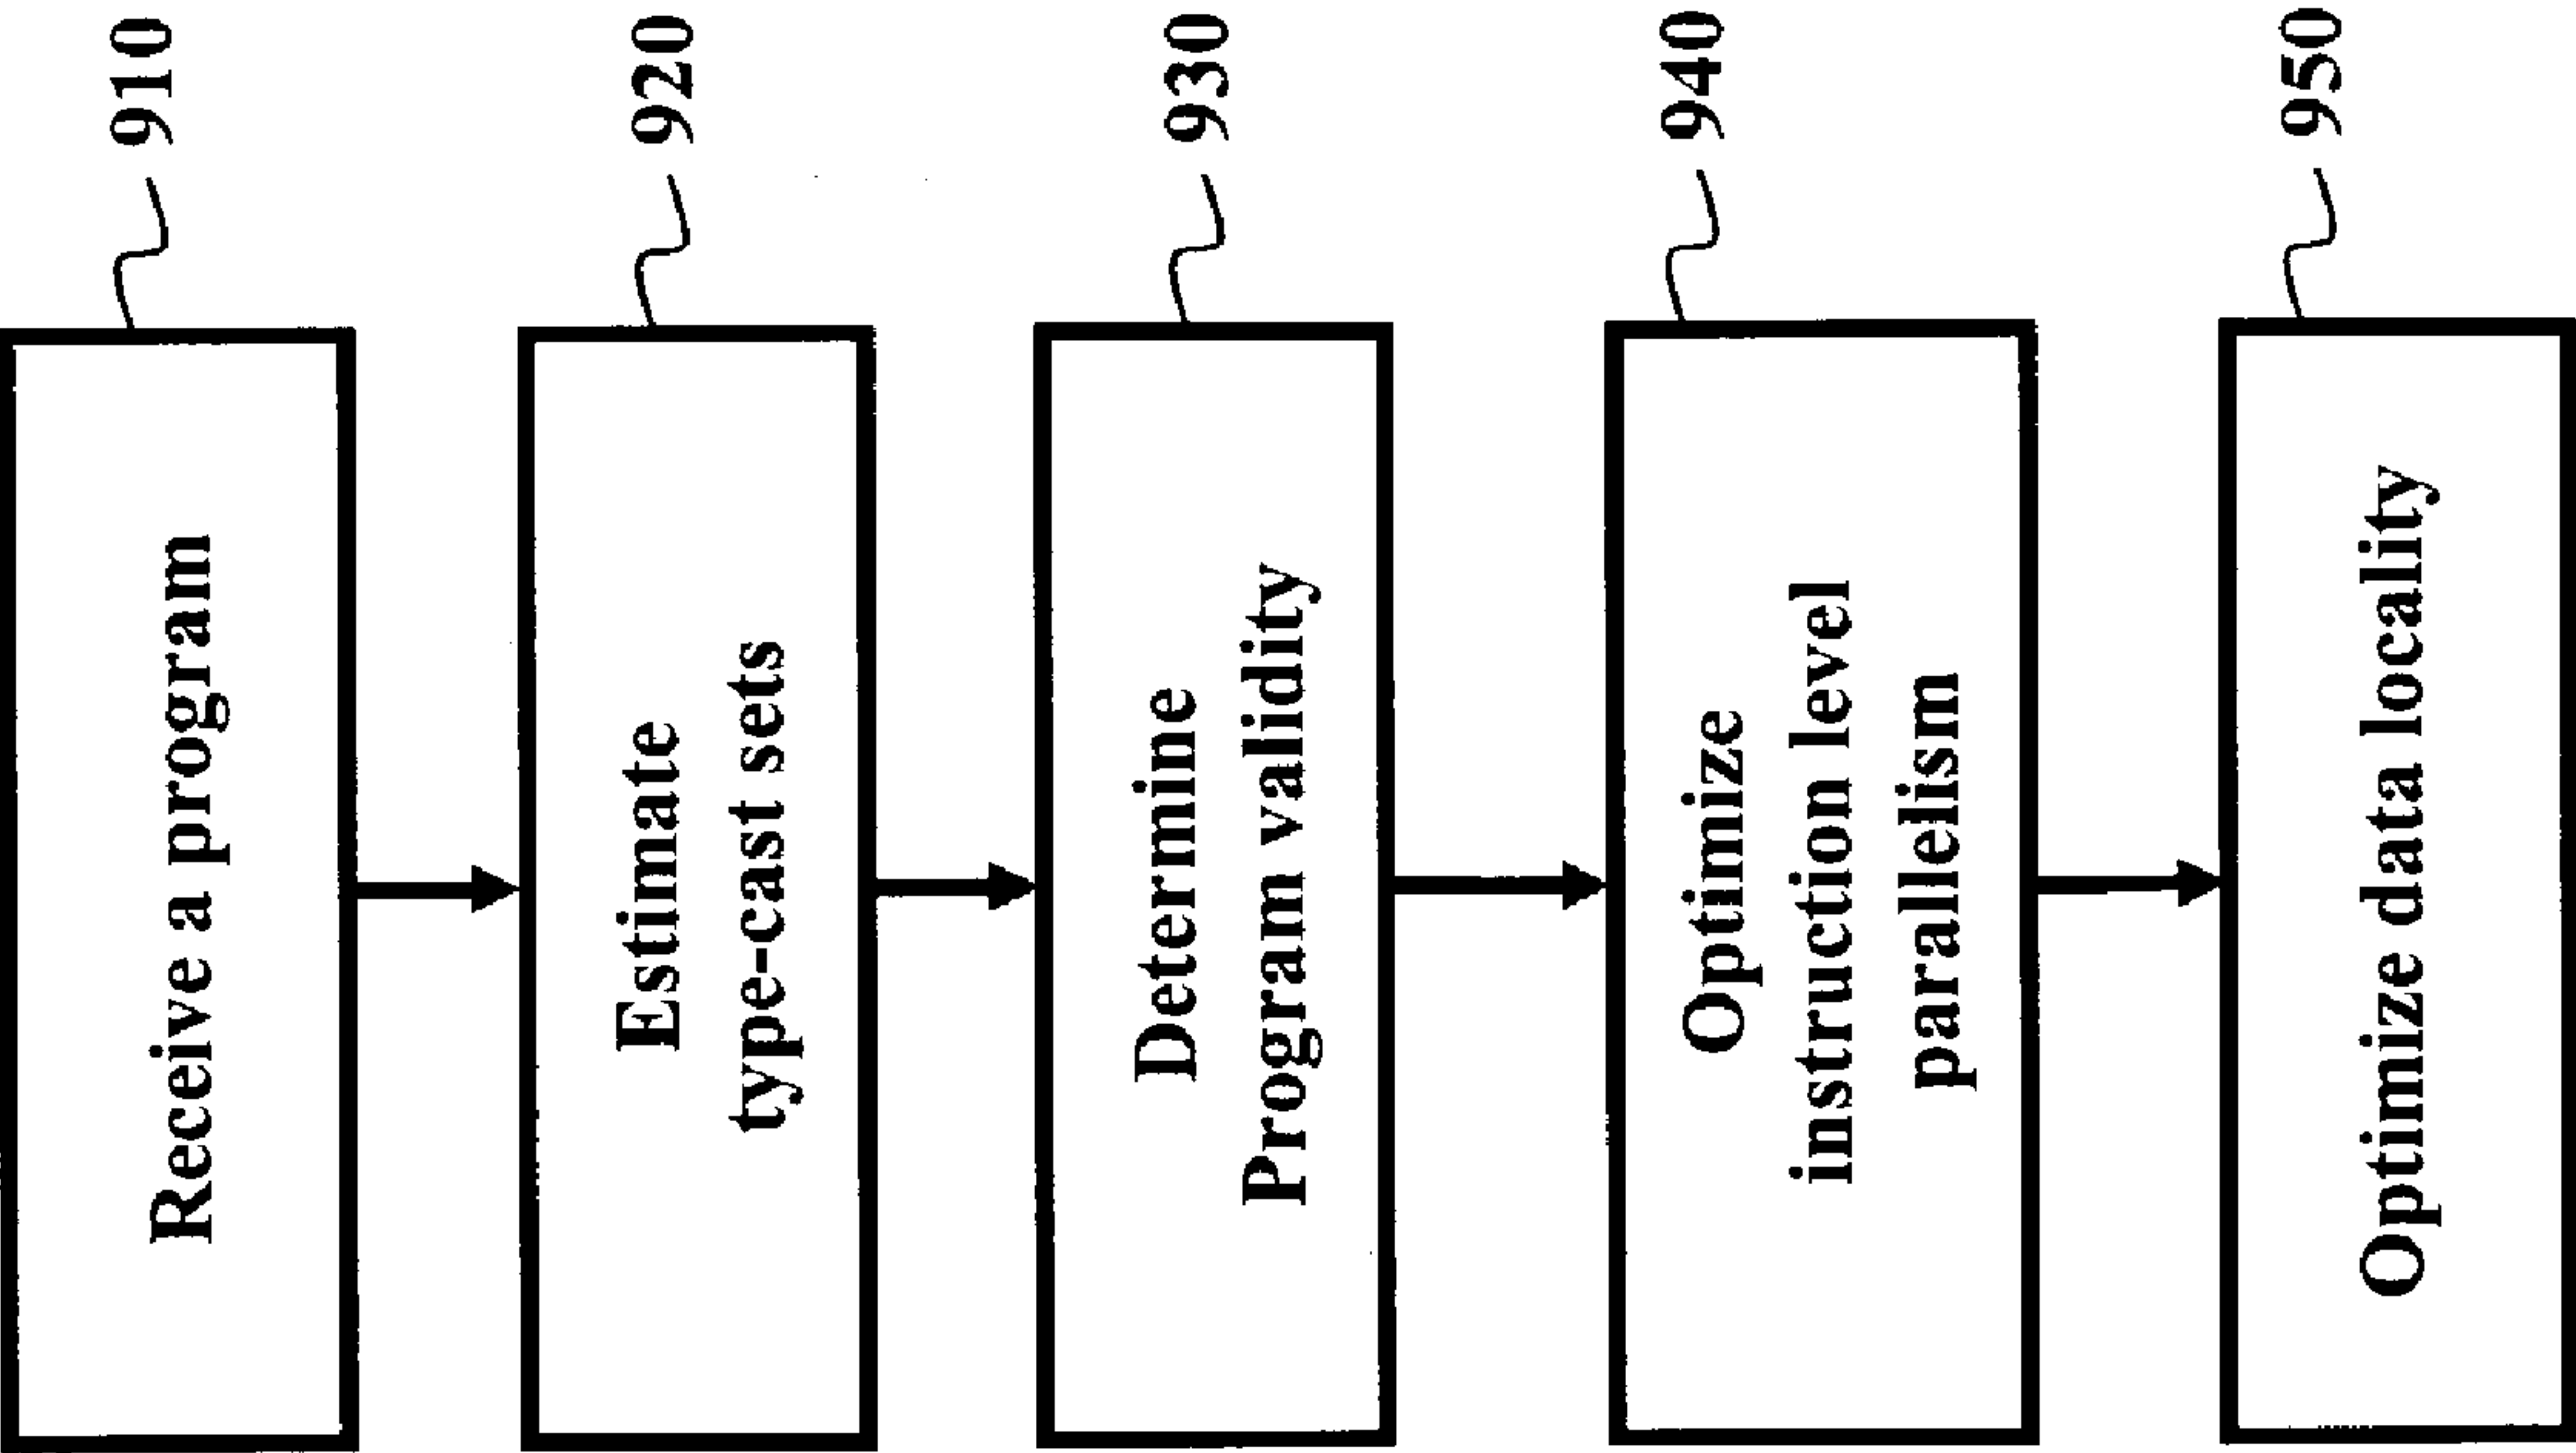 Receive a program
910
Estimate
type-cast sets
920
Determine
Program validity
930
Optimize
instruction level
parallelism
940
Optimize data locality
950